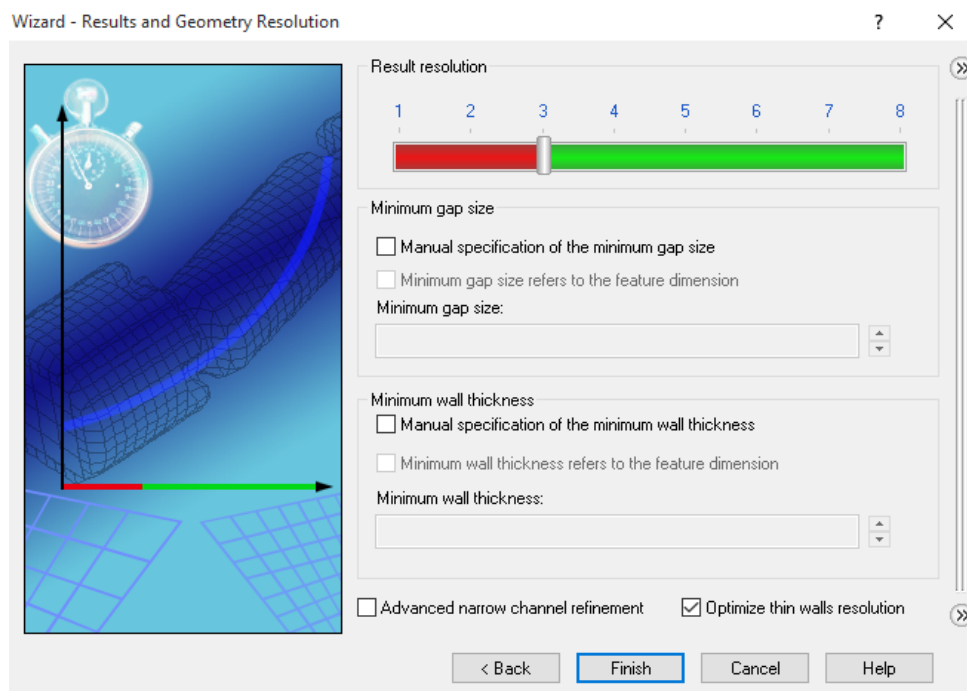 Wizard - Results and Geometry Resolution ? ×
Result resolution
1 2 3 4 5 6 7 8
Minimum gap size
Manual specification of the minimum gap size
Minimum gap size refers to the feature dimension
Minimum gap size:
Minimum wall thickness
Manual specification of the minimum wall thickness
Minimum wall thickness refers to the feature dimension
Minimum wall thickness:
Advanced narrow channel refinement Optimize thin walls resolution
< Back Finish Cancel Help